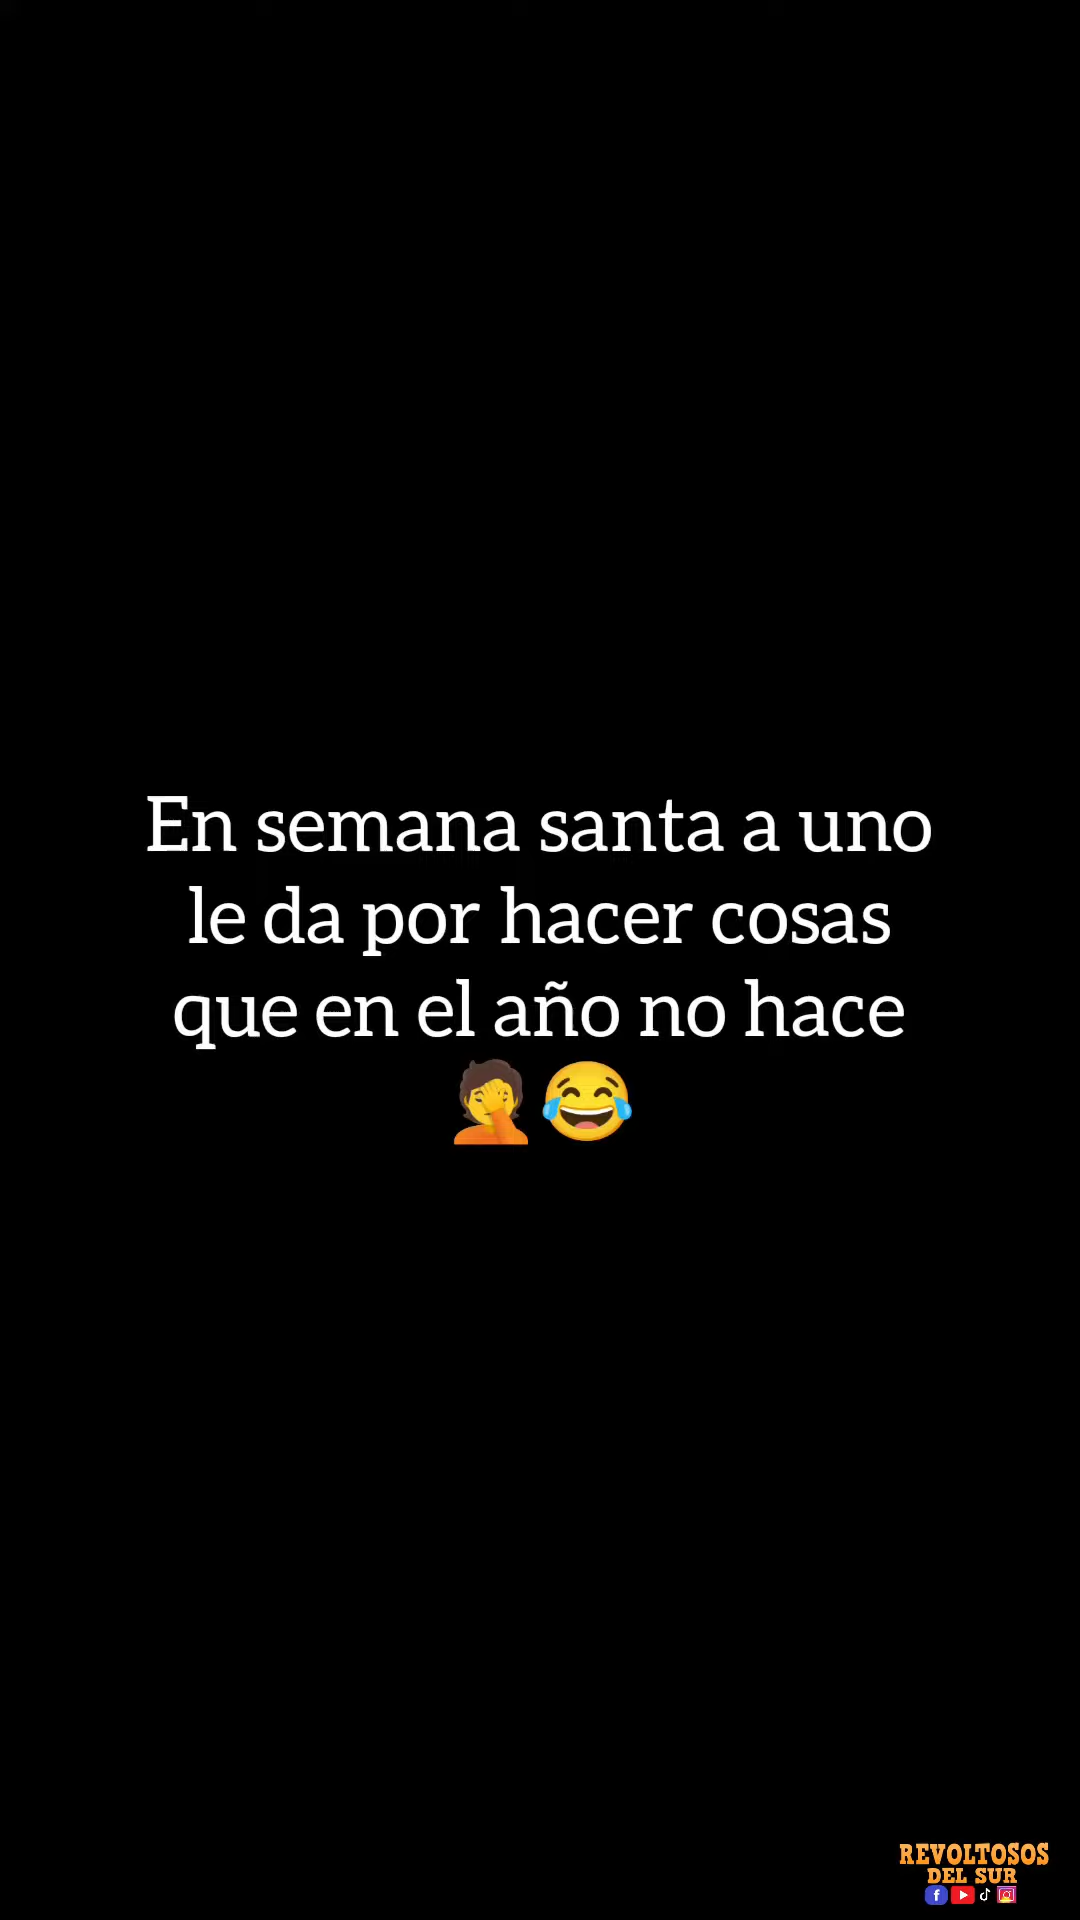 En semana santa a uno
le da por hacer cosas
que en el año no hace
🤦😂
REVOLTOSOS
DEL SUR